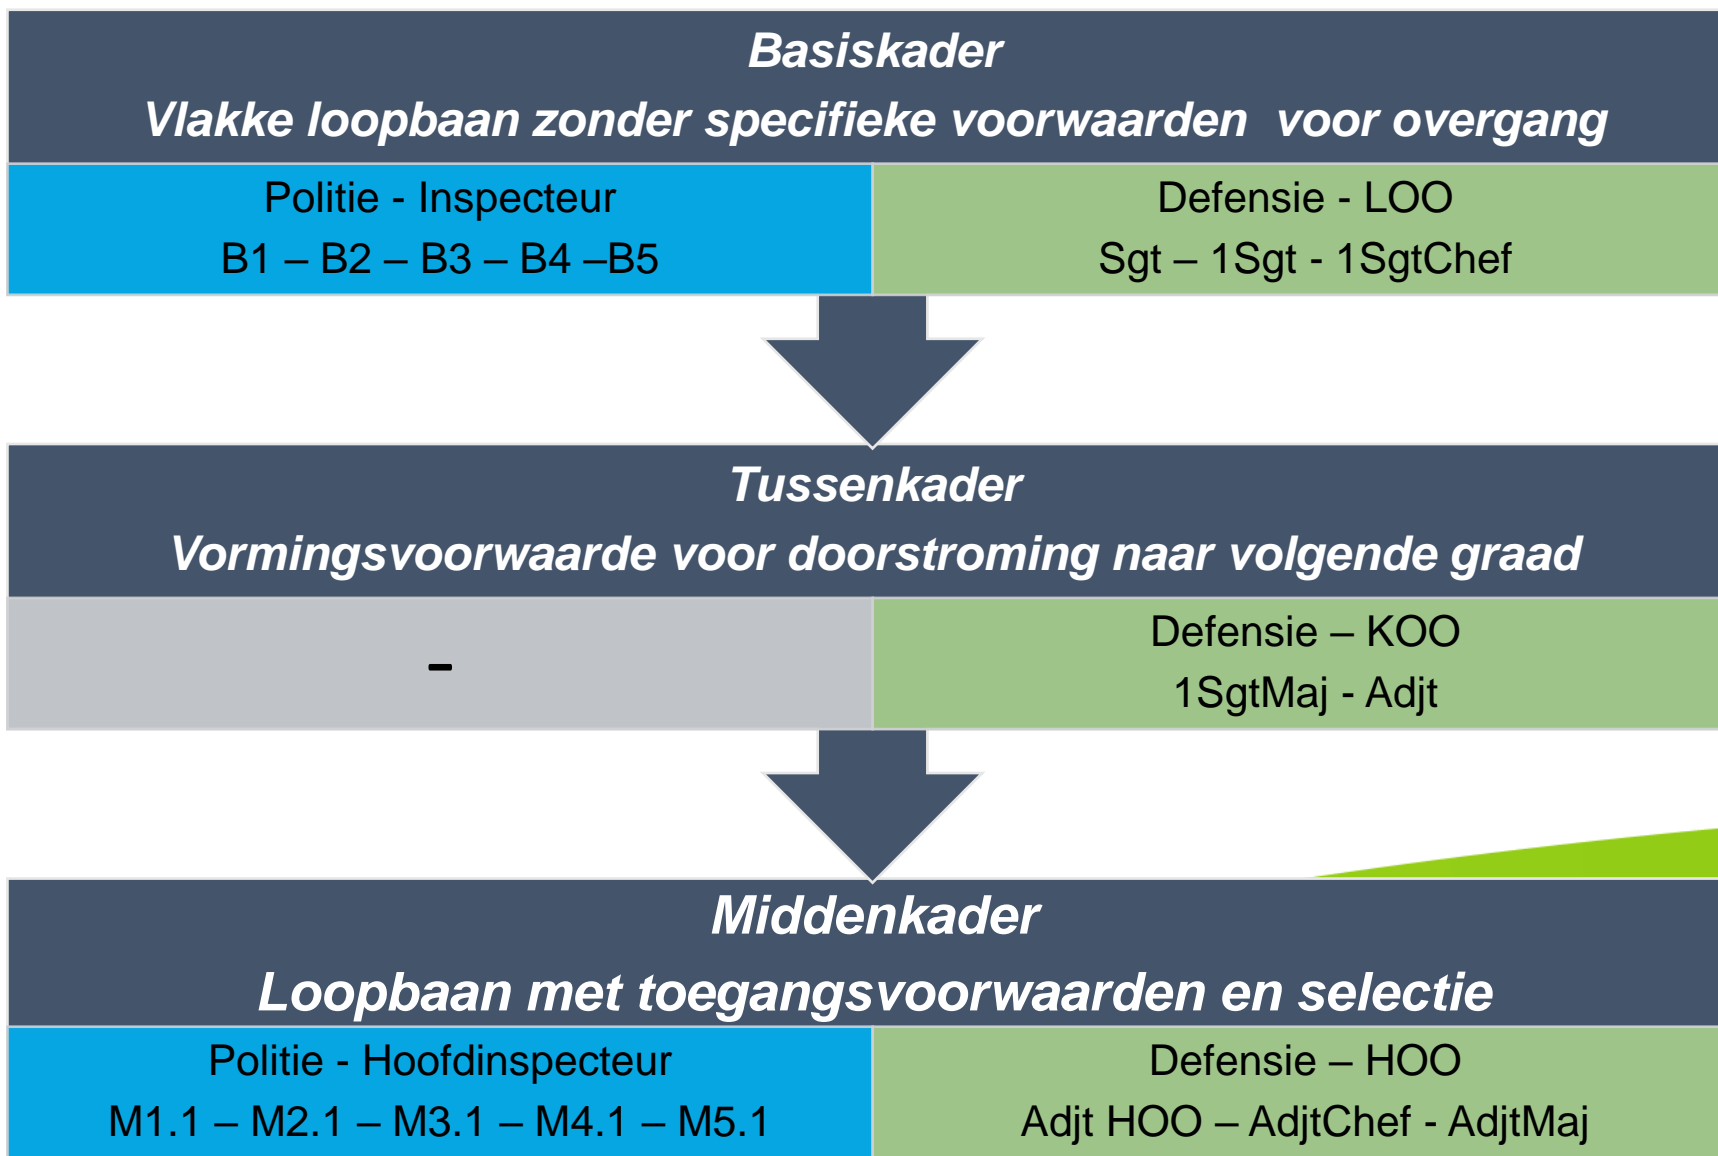 Basiskader
Vlakke loopbaan zonder specifieke voorwaarden  voor overgang
Politie - Inspecteur
B1 – B2 – B3 – B4 –B5
Defensie - LOO
Sgt – 1Sgt - 1SgtChef
Tussenkader
Vormingsvoorwaarde voor doorstroming naar volgende graad
-
Defensie – KOO
1SgtMaj - Adjt
Middenkader
Loopbaan met toegangsvoorwaarden en selectie
Politie - Hoofdinspecteur
M1.1 – M2.1 – M3.1 – M4.1 – M5.1
Defensie – HOO
Adjt HOO – AdjtChef - AdjtMaj